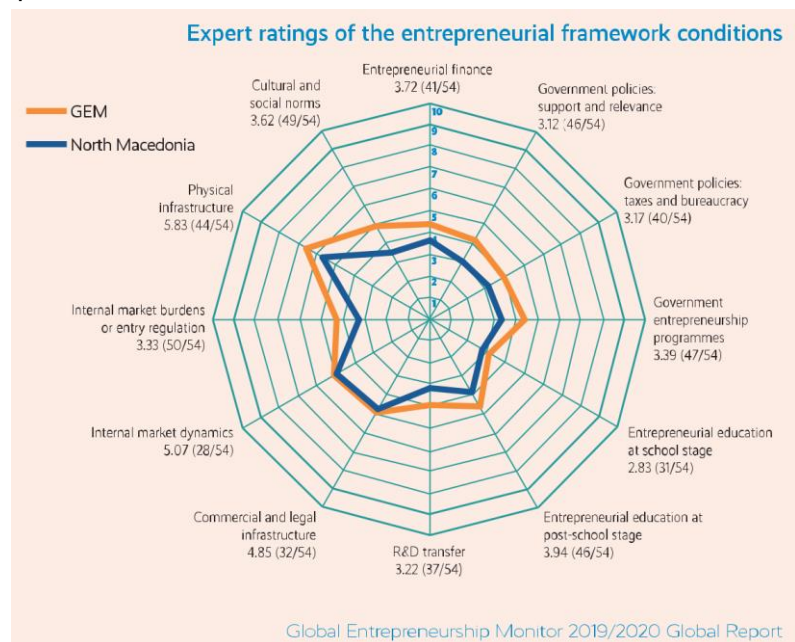 Expert ratings of the entrepreneurial framework conditions
GEM
North Macedonia
Entrepreneurial finance
3.72 (41/54)
Government policies:
support and relevance
3.12 (46/54)
Government policies:
taxes and bureaucracy
3.17 (40/54)
Government
entrepreneurship
programmes
3.39 (47/54)
Entrepreneurial education
at school stage
2.83 (31/54)
Entrepreneurial education at
post-school stage
3.94 (46/54)
R&D transfer
3.22 (37/54)
Commercial and legal
infrastructure
4.85 (32/54)
Internal market dynamics
5.07 (28/54)
Internal market burdens
or entry regulation
3.33 (50/54)
Physical
infrastructure
5.83 (44/54)
Cultural and
social norms
3.62 (49/54)
10
9
8
7
6
5
4
3
2
1
Global Entrepreneurship Monitor 2019/2020 Global Report